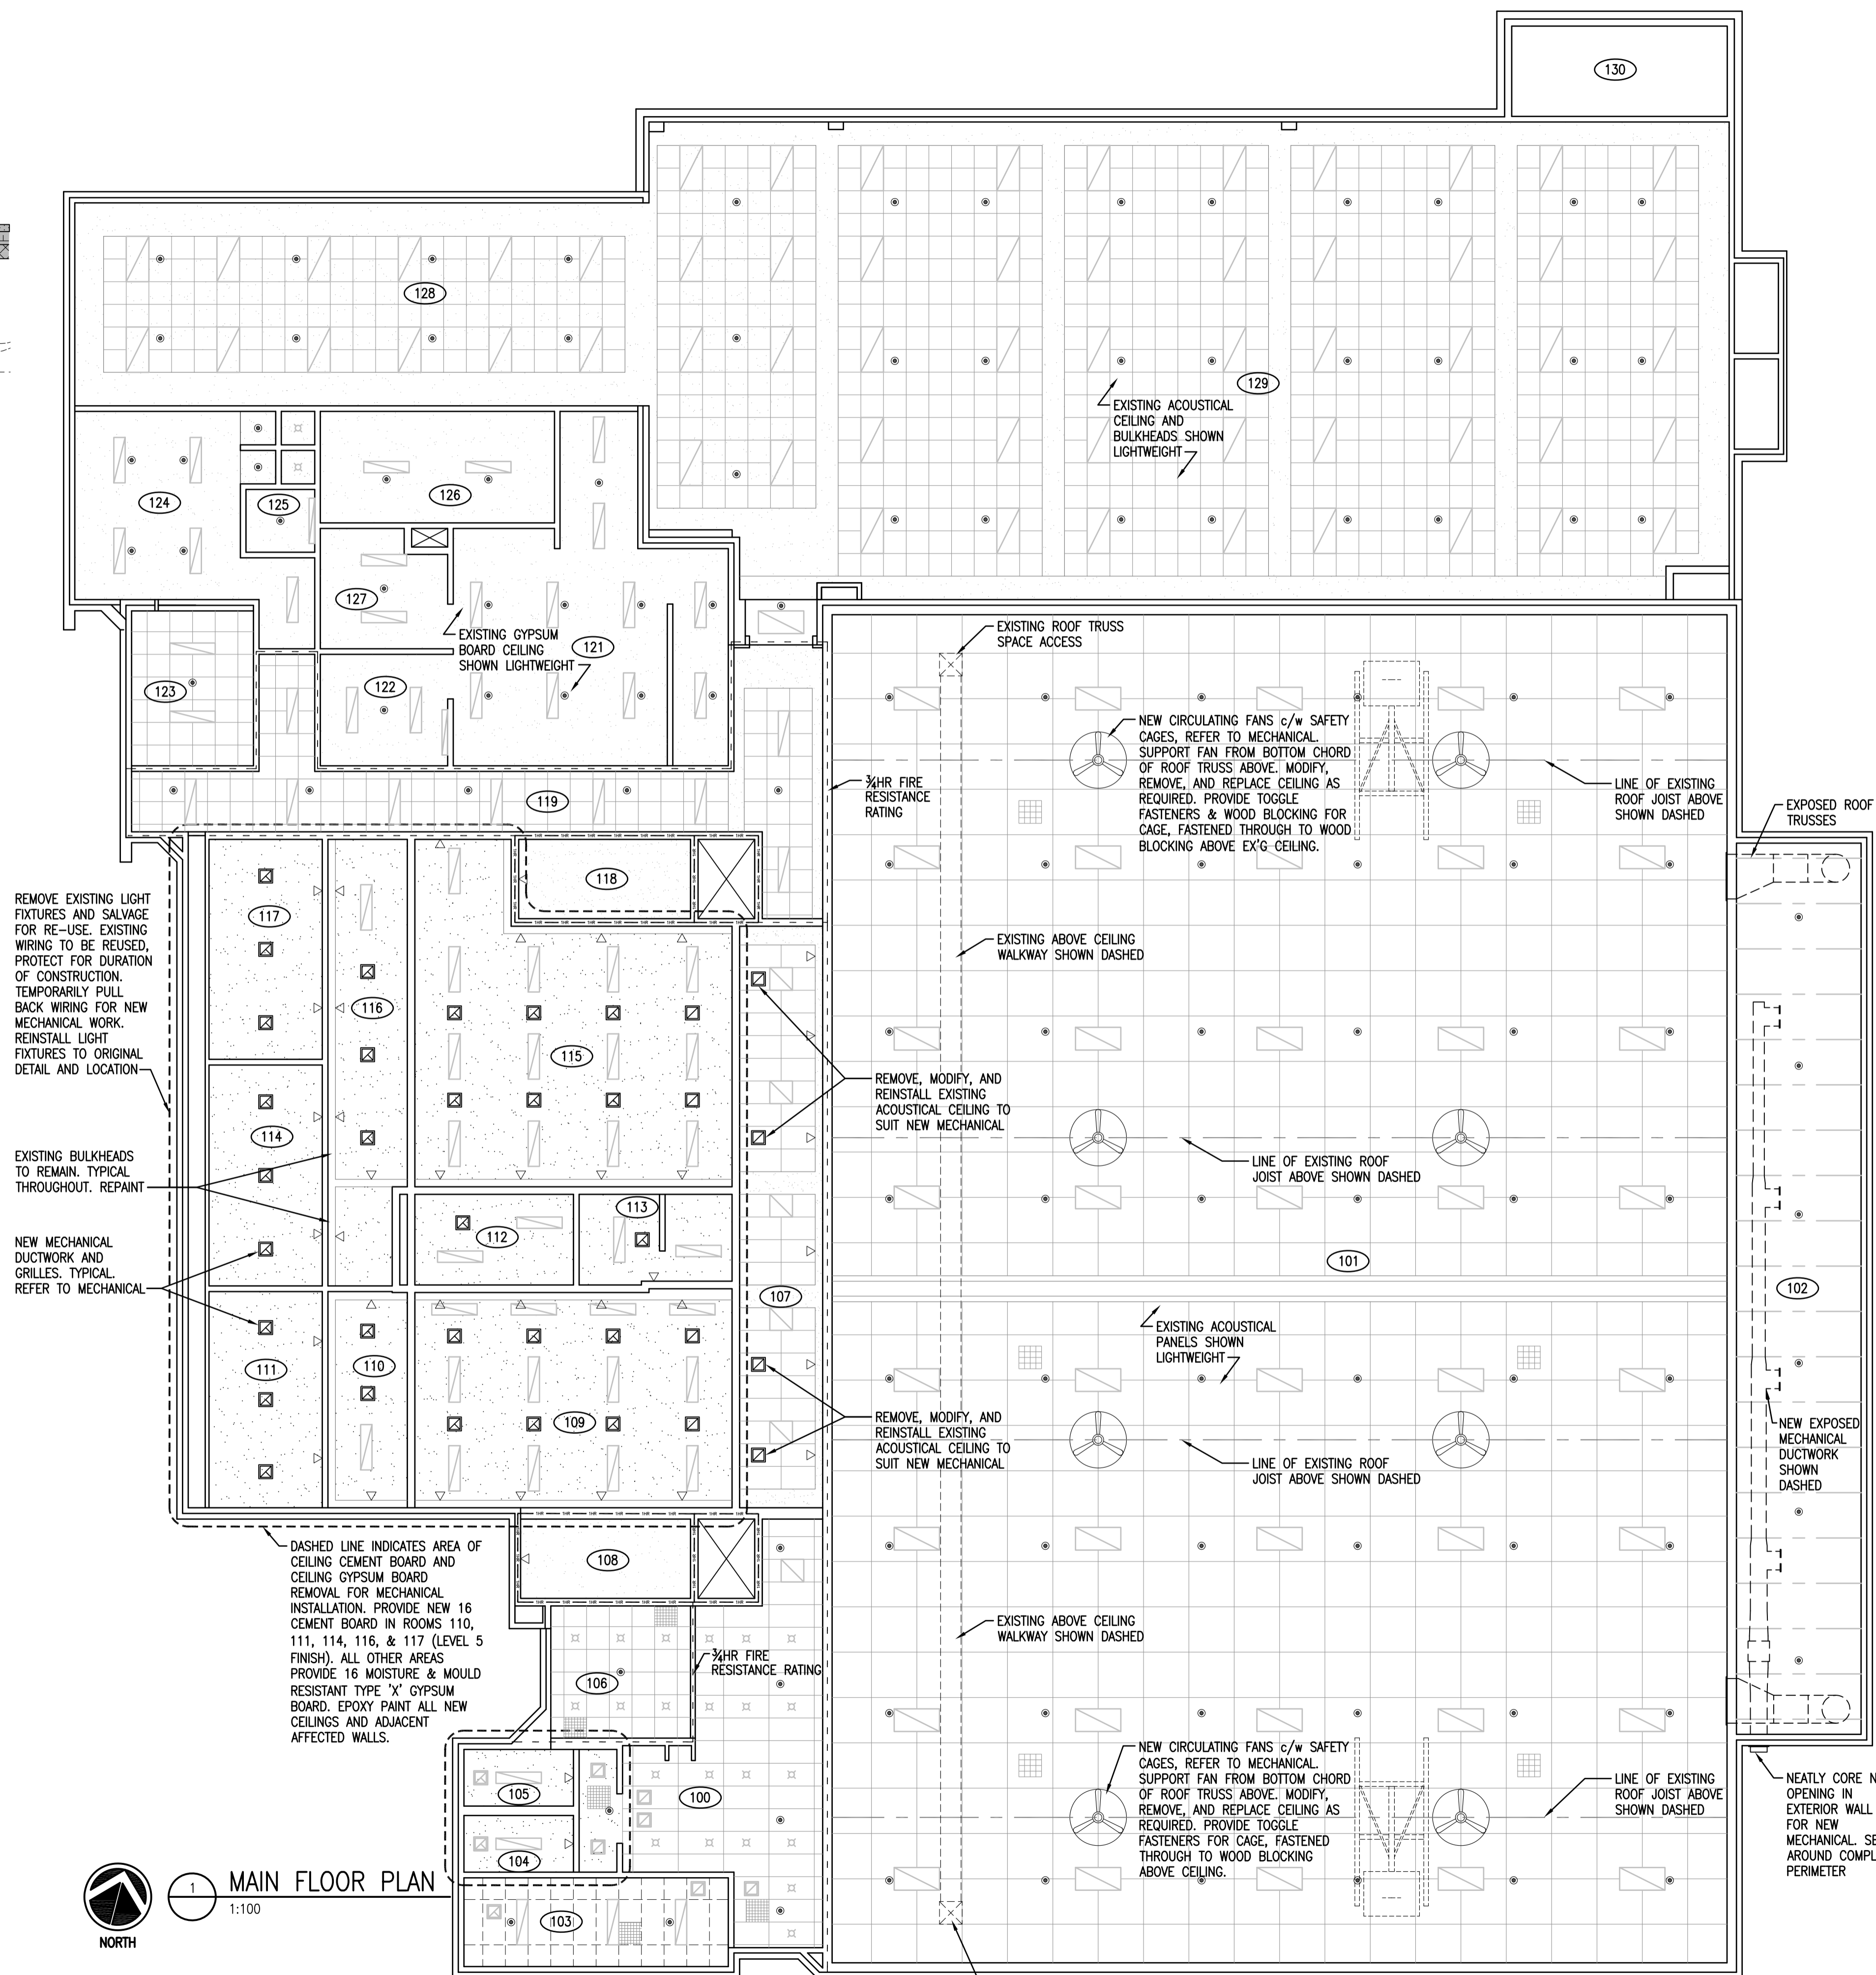 130
128
129
EXISTING ACOUSTICAL
CEILING AND
BULKHEADS SHOWN
LIGHTWEIGHT
124
125
126
127
EXISTING GYPSUM
BOARD CEILING
SHOWN LIGHTWEIGHT
121
123
122
119
EXISTING ROOF TRUSS
SPACE ACCESS
¾HR FIRE
RESISTANCE
RATING
NEW CIRCULATING FANS c/w SAFETY
CAGES, REFER TO MECHANICAL.
SUPPORT FAN FROM BOTTOM CHORD
OF ROOF TRUSS ABOVE. MODIFY,
REMOVE, AND REPLACE CEILING AS
REQUIRED. PROVIDE TOGGLE
FASTENERS & WOOD BLOCKING FOR
CAGE, FASTENED THROUGH TO WOOD
BLOCKING ABOVE EX'G CEILING.
LINE OF EXISTING
ROOF JOIST ABOVE
SHOWN DASHED
EXPOSED ROOF
TRUSSES
REMOVE EXISTING LIGHT
FIXTURES AND SALVAGE
FOR RE-USE. EXISTING
WIRING TO BE REUSED,
PROTECT FOR DURATION
OF CONSTRUCTION.
TEMPORARILY PULL
BACK WIRING FOR NEW
MECHANICAL WORK.
REINSTALL LIGHT
FIXTURES TO ORIGINAL
DETAIL AND LOCATION
117
118
116
115
EXISTING ABOVE CEILING
WALKWAY SHOWN DASHED
REMOVE, MODIFY, AND
REINSTALL EXISTING
ACOUSTICAL CEILING TO
SUIT NEW MECHANICAL
114
EXISTING BULKHEADS
TO REMAIN. TYPICAL
THROUGHOUT. REPAINT
LINE OF EXISTING ROOF
JOIST ABOVE SHOWN DASHED
NEW MECHANICAL
DUCTWORK AND
GRILLES. TYPICAL.
REFER TO MECHANICAL
112
113
101
107
102
EXISTING ACOUSTICAL
PANELS SHOWN
LIGHTWEIGHT
111
110
109
REMOVE, MODIFY, AND
REINSTALL EXISTING
ACOUSTICAL CEILING TO
SUIT NEW MECHANICAL
LINE OF EXISTING ROOF
JOIST ABOVE SHOWN DASHED
NEW EXPOSED
MECHANICAL
DUCTWORK
SHOWN
DASHED
DASHED LINE INDICATES AREA OF
CEILING CEMENT BOARD AND
CEILING GYPSUM BOARD
REMOVAL FOR MECHANICAL
INSTALLATION. PROVIDE NEW 16
CEMENT BOARD IN ROOMS 110,
111, 114, 116, & 117 (LEVEL 5
FINISH). ALL OTHER AREAS
PROVIDE 16 MOISTURE & MOULD
RESISTANT TYPE 'X' GYPSUM
BOARD. EPOXY PAINT ALL NEW
CEILINGS AND ADJACENT
AFFECTED WALLS.
108
EXISTING ABOVE CEILING
WALKWAY SHOWN DASHED
¾HR FIRE
RESISTANCE RATING
106
NEW CIRCULATING FANS c/w SAFETY
CAGES, REFER TO MECHANICAL.
SUPPORT FAN FROM BOTTOM CHORD
OF ROOF TRUSS ABOVE. MODIFY,
REMOVE, AND REPLACE CEILING AS
REQUIRED. PROVIDE TOGGLE
FASTENERS FOR CAGE, FASTENED
THROUGH TO WOOD BLOCKING
ABOVE CEILING.
LINE OF EXISTING
ROOF JOIST ABOVE
SHOWN DASHED
NEATLY CORE
OPENING IN
EXTERIOR WALL
FOR NEW
MECHANICAL.
AROUND
PERIMETER
105
100
104
103
1
MAIN FLOOR PLAN
1:100
NORTH